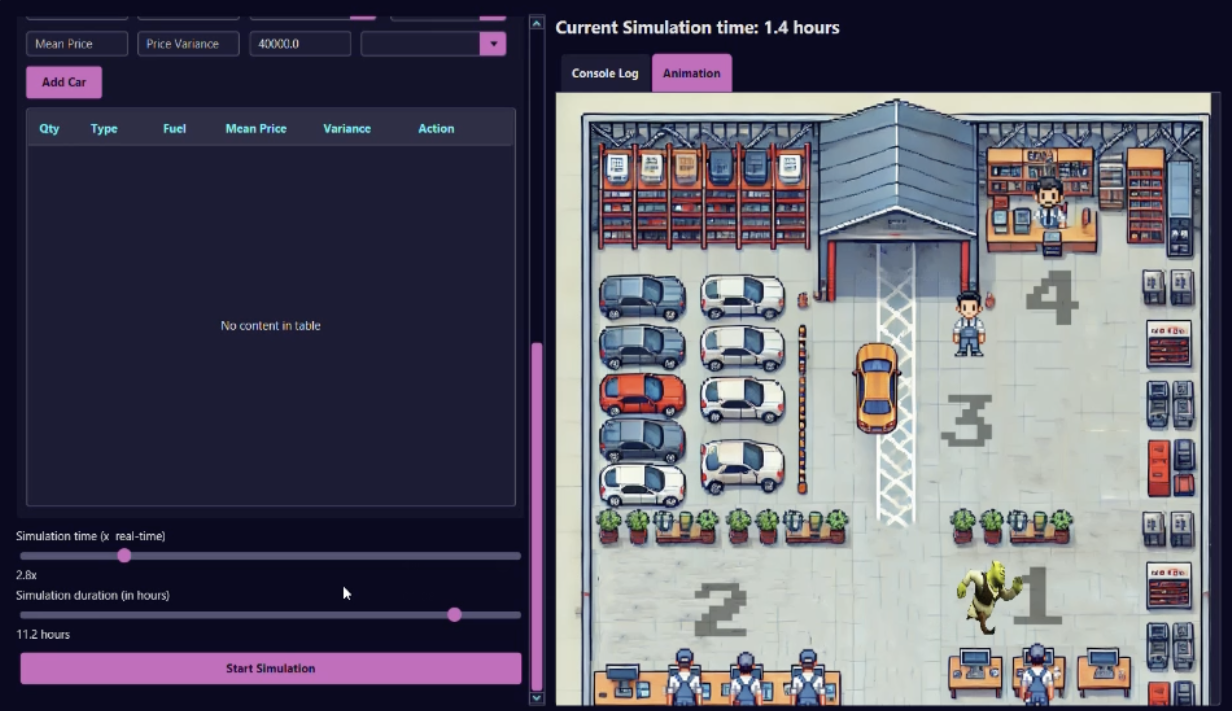 Current Simulation time: 1.4 hours
Mean Price Price Variance 40000.0
Console Log Animation
Add Car
Qty Type Fuel Mean Price Variance Action
No content in table
4
3
Simulation time (x real-time)
2.8x
Simulation duration (in hours)
2 1
11.2 hours
Start Simulation